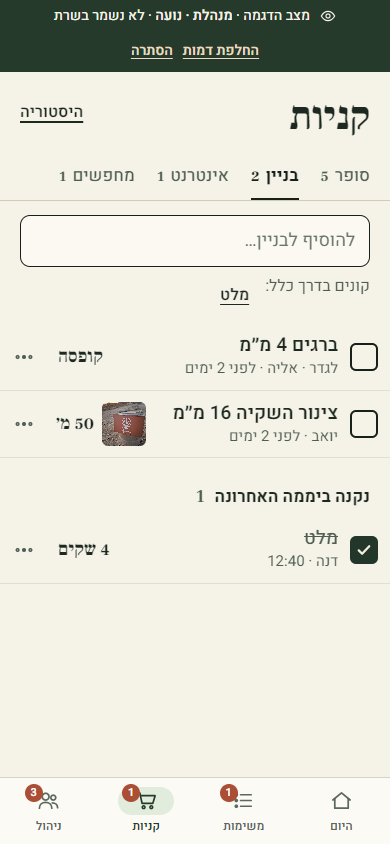 מצב הדגמה · מנהלת · נועה · לא נשמר בשרת
החלפת דמות הסתרה
קניות
היסטוריה
סופר 5 בניין 2 אינטרנט 1 מחפשים 1
להוסיף לבניין…
קונים בדרך כלל: מלט
ברגים 4 מ״מ
קופסה
לגדר · אליה · לפני 2 ימים
צינור השקיה 16 מ״מ
50 מ׳
יואב · לפני 2 ימים
נקנה ביממה האחרונה 1
מלט
4 שקים
דנה · 12:40
1 1 3
היום משימות קניות ניהול